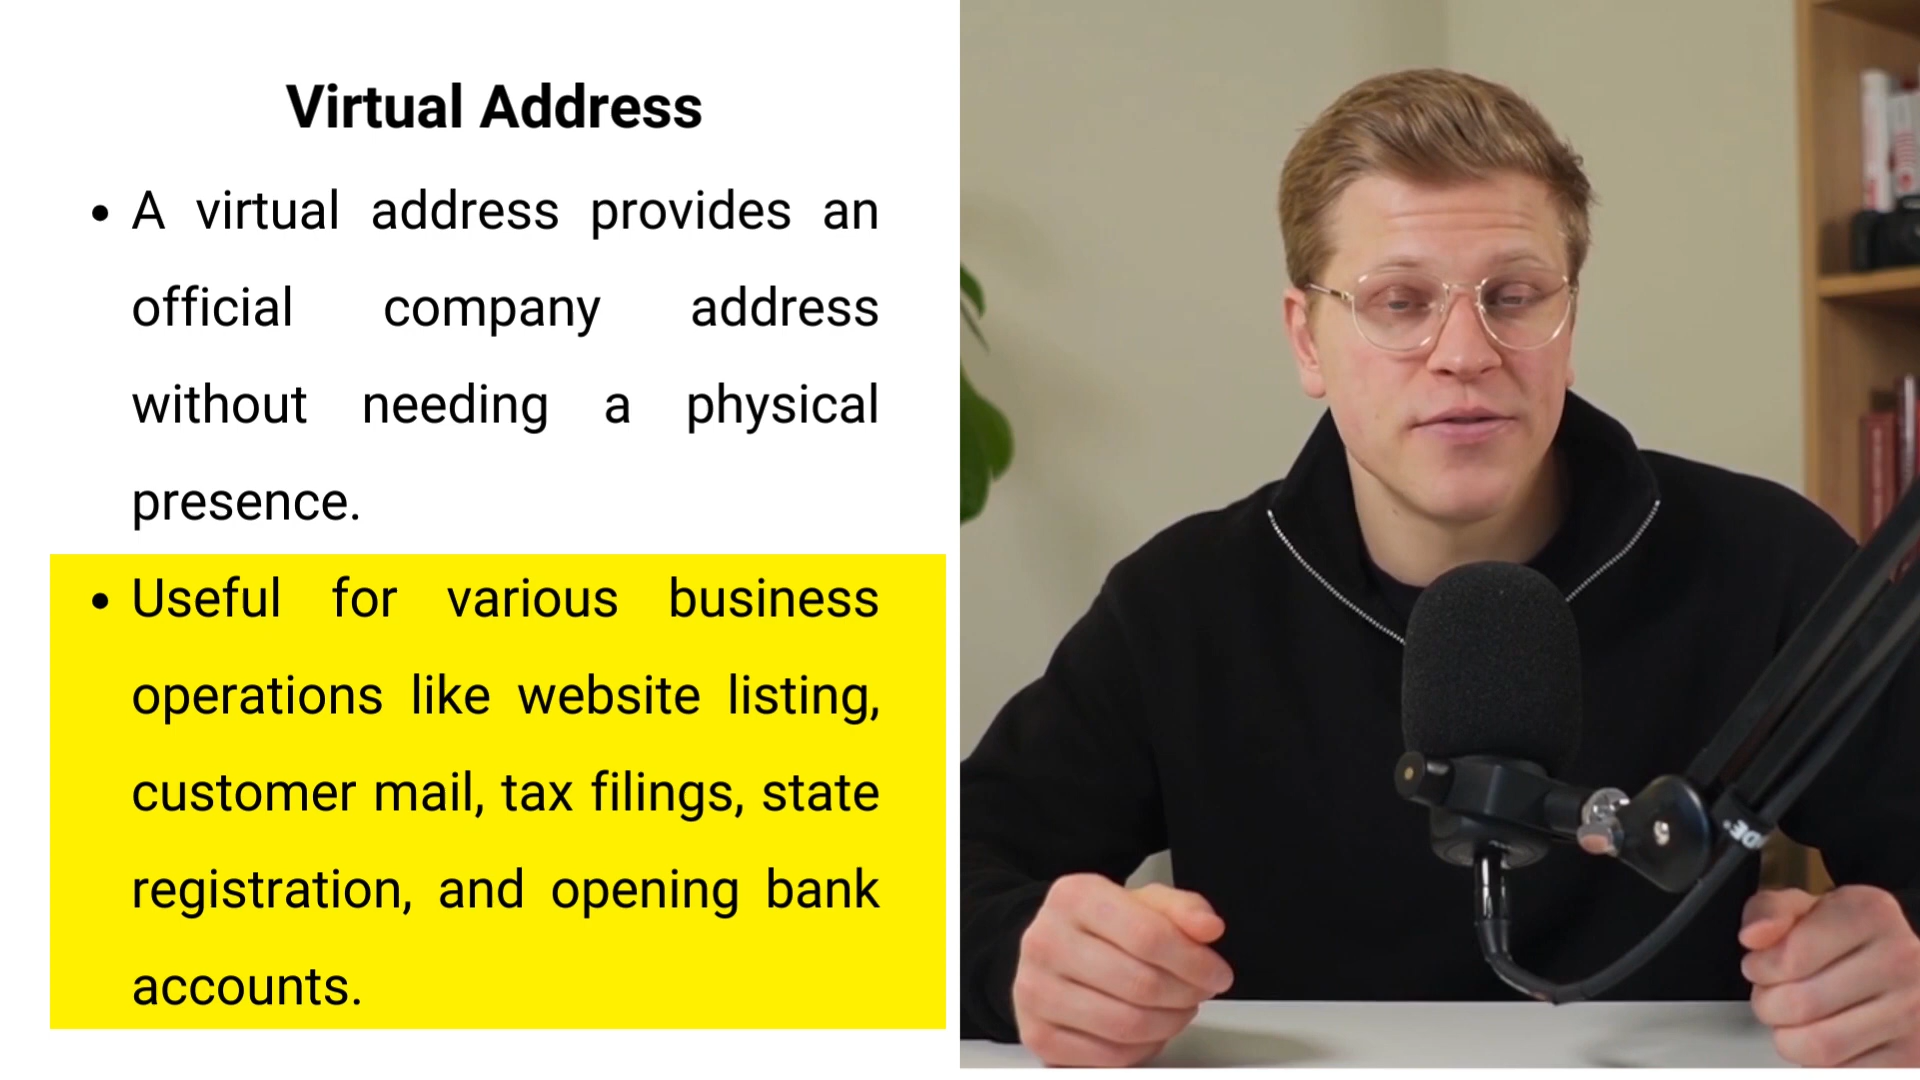 Virtual Address
• A virtual address provides an
official company address
without needing a physical
presence.
• Useful for various business
operations like website listing,
customer mail, tax filings, state
registration, and opening bank
accounts.